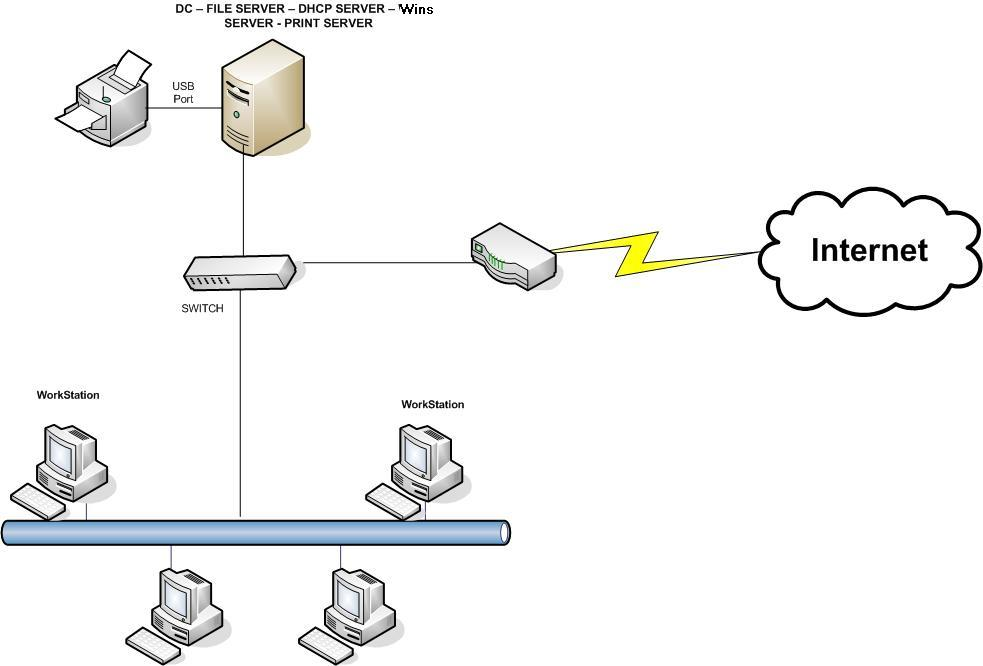 DC – FILE SERVER – DHCP SERVER – Wins
SERVER - PRINT SERVER
USB
Port
Internet
SWITCH
WorkStation
WorkStation